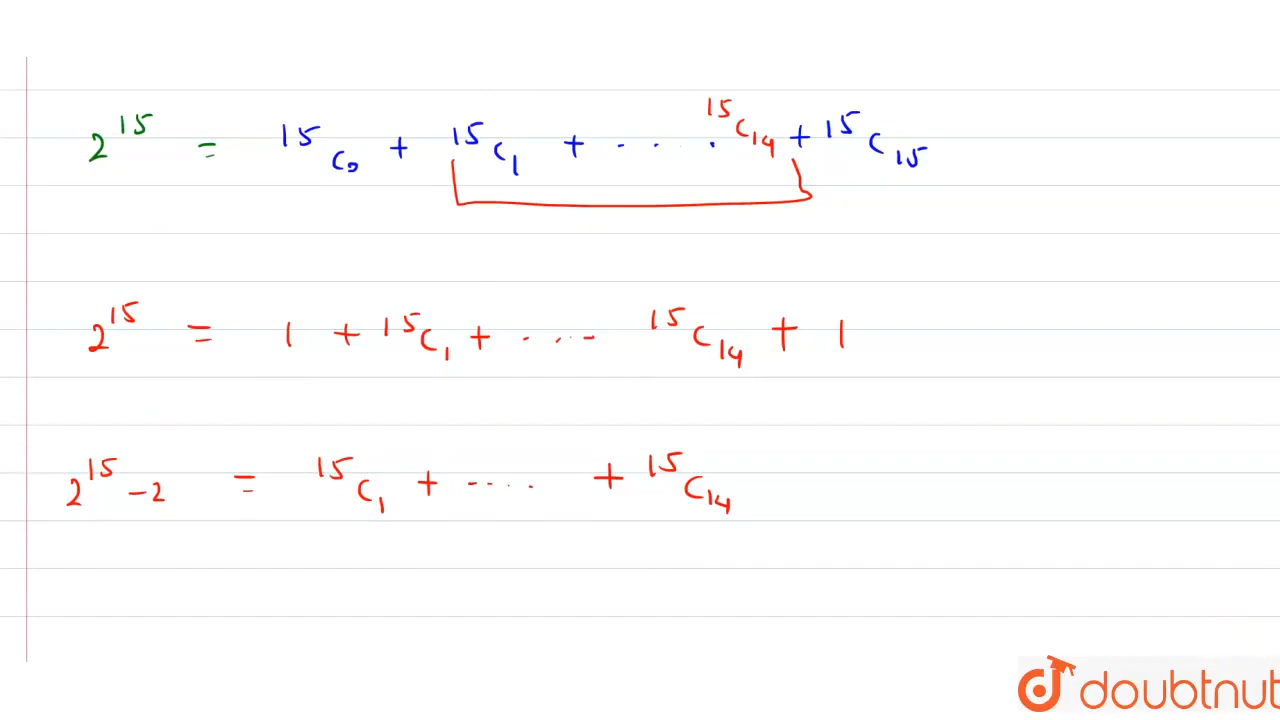 2^15 = 15C0 + 15C1 + ..... 15C14 + 15C15
2^15 = 1 + 15C1 + ..... 15C14 + 1
2^15 - 2 = 15C1 + ..... + 15C14
doubtnut